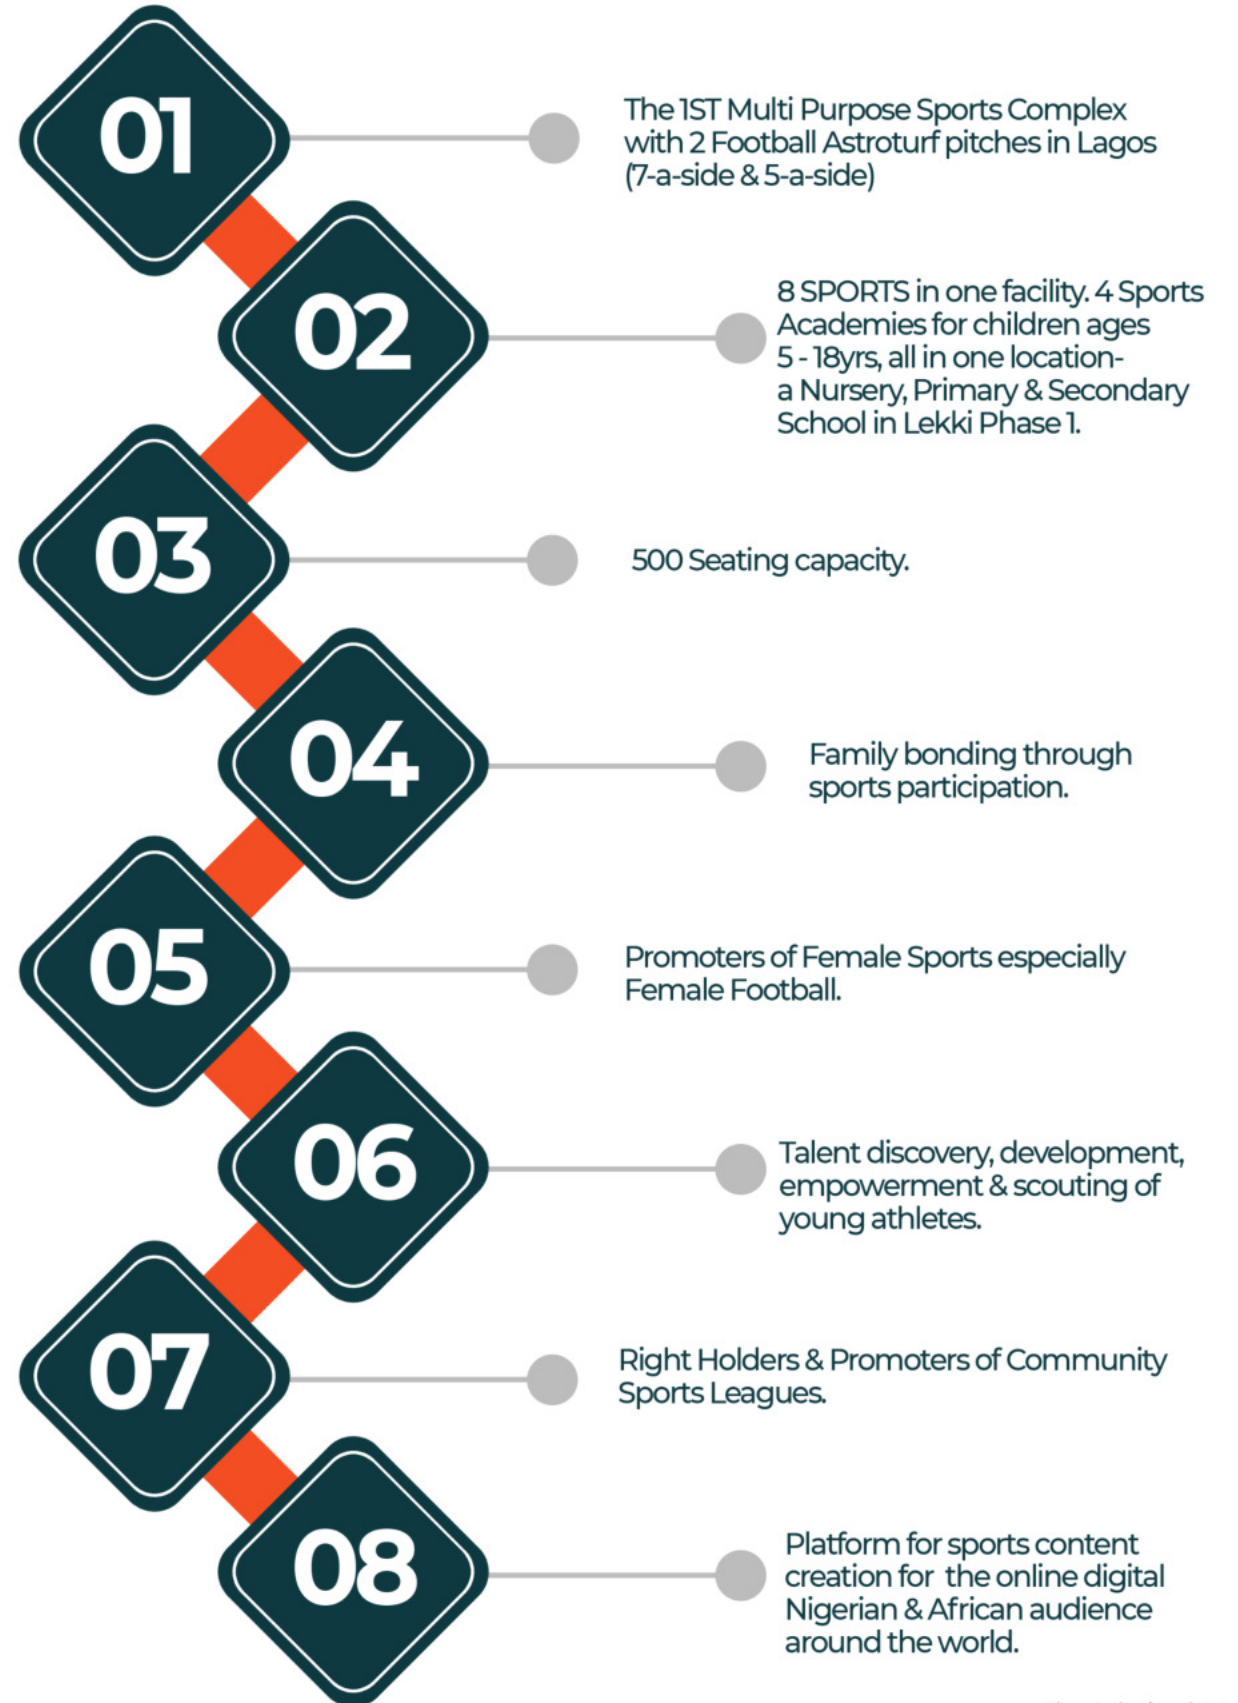 01
The 1ST Multi Purpose Sports Complex
with 2 Football Astroturf pitches in Lagos
(7-a-side & 5-a-side)
02
8 SPORTS in one facility. 4 Sports
Academies for children ages
5 - 18yrs, all in one location-
a Nursery, Primary & Secondary
School in Lekki Phase 1.
03
500 Seating capacity.
04
Family bonding through
sports participation.
05
Promoters of Female Sports especially
Female Football.
06
Talent discovery, development,
empowerment & scouting of
young athletes.
07
Right Holders & Promoters of Community
Sports Leagues.
08
Platform for sports content
creation for  the online digital
Nigerian & African audience
around the world.